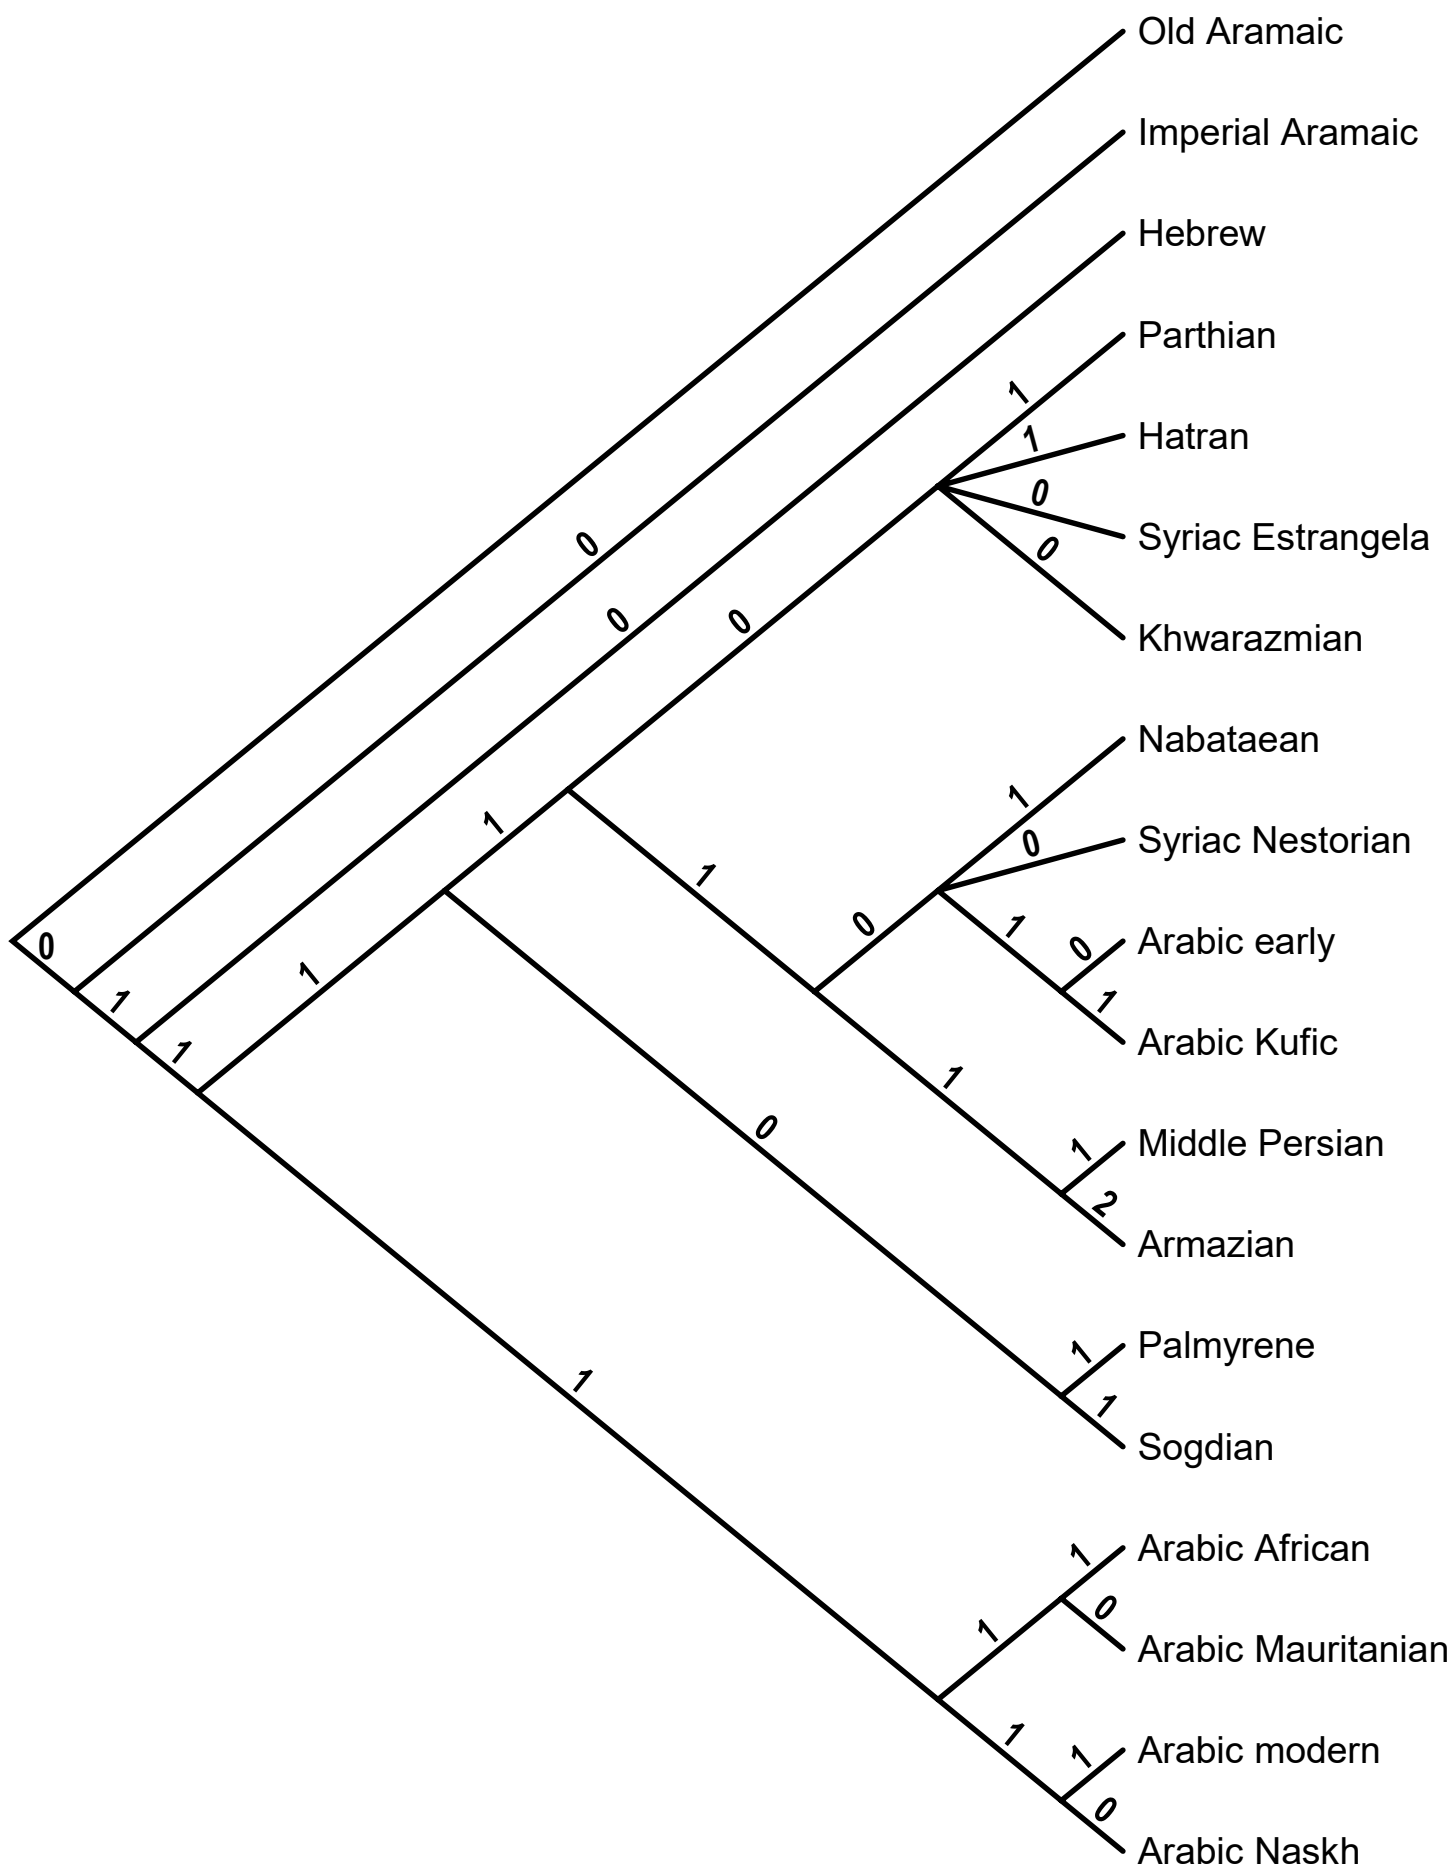 Old Aramaic
Imperial Aramaic
Hebrew
Parthian
1
Hatran
1
0
Syriac Estrangela
0
0
Khwarazmian
0
0
Nabataean
1
1
Syriac Nestorian
0
1
0
1
Arabic early
0
0
1
1
Arabic Kufic
1
1
1
0
Middle Persian
1
2
Armazian
Palmyrene
1
1
1
Sogdian
Arabic African
1
0
1
Arabic Mauritanian
1
Arabic modern
1
0
Arabic Naskh